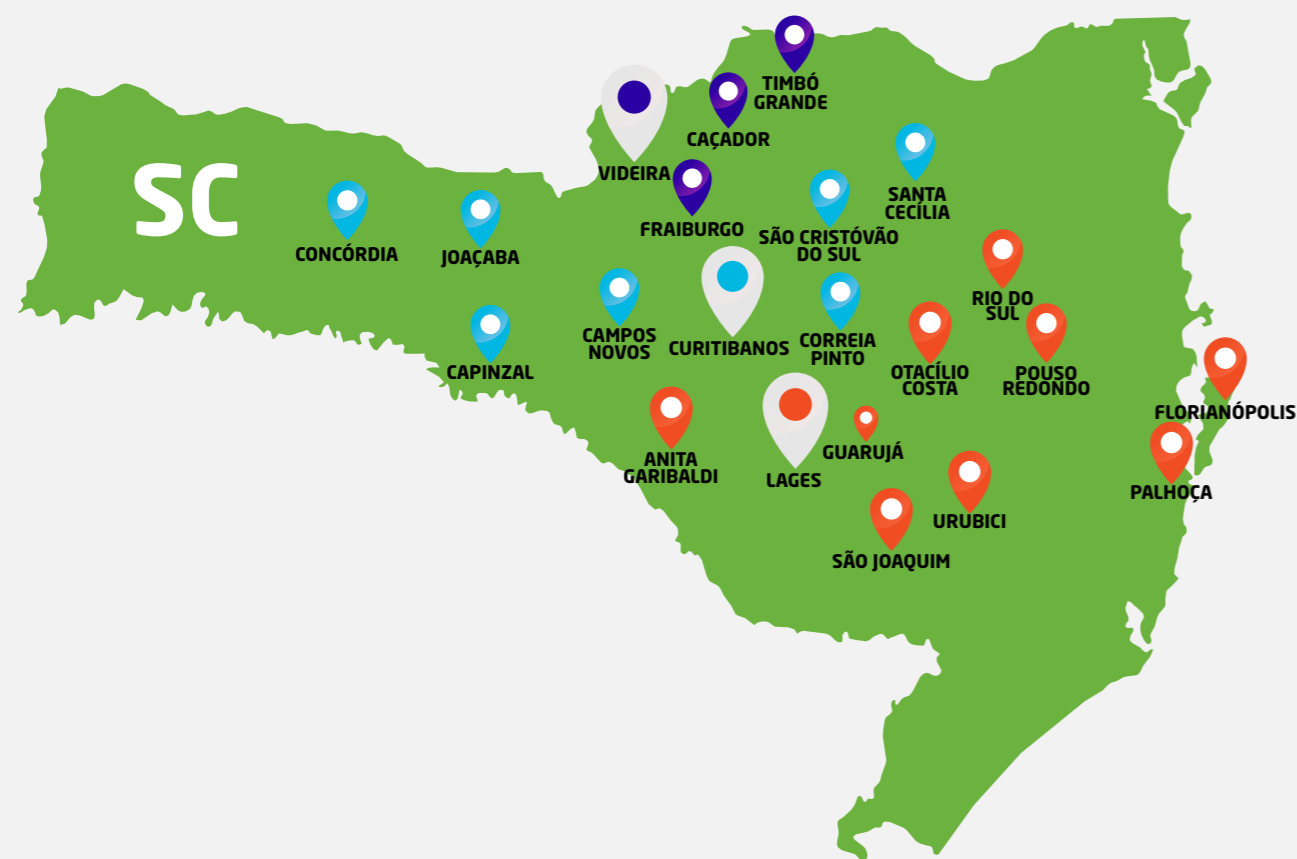 TIMBÓ
GRANDE
CAÇADOR
VIDEIRA
SC
SANTA
CECÍLIA
FRAIBURGO
SÃO CRISTÓVÃO
DO SUL
CONCÓRDIA
JOAÇABA
RIO DO
SUL
CAMPOS
NOVOS
CURITIBANOS
CORREIA
PINTO
CAPINZAL
OTACÍLIO
COSTA
POUSO
REDONDO
FLORIANÓPOLIS
GUARUJÁ
ANITA
GARIBALDI
LAGES
PALHOÇA
URUBICI
SÃO JOAQUIM